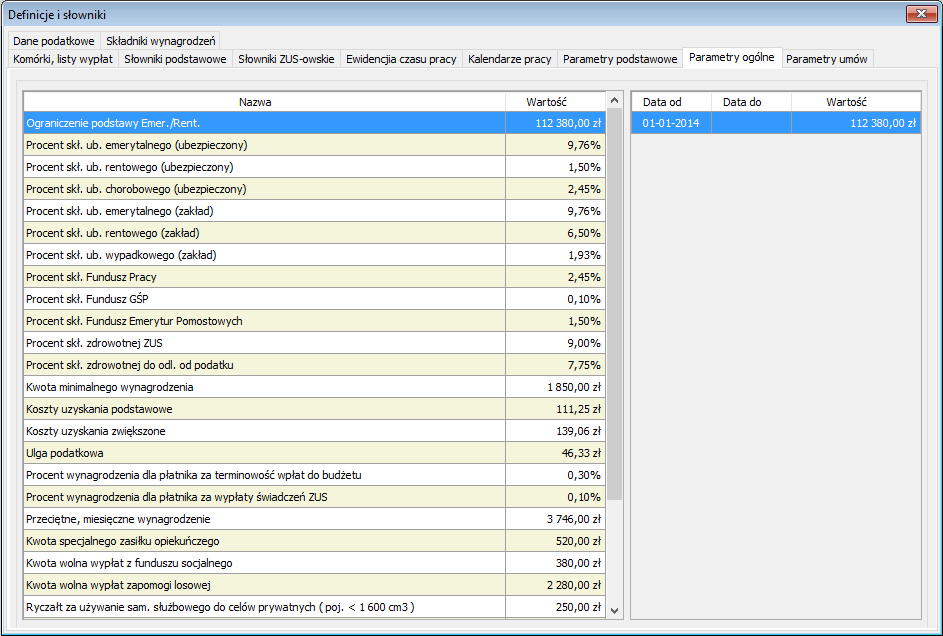 Definicje i słowniki
Dane podatkowe Składniki wynagrodzeń
Komórki, listy wypłat Słowniki podstawowe Słowniki ZUS-owskie Ewidencjia czasu pracy Kalendarze pracy Parametry podstawowe Parametry ogólne Parametry umów
Nazwa Wartość Data od Data do Wartość
Ograniczenie podstawy Emer./Rent. 112 380,00 zł 01-01-2014 112 380,00 zł
Procent skł. ub. emerytalnego (ubezpieczony) 9,76%
Procent skł. ub. rentowego (ubezpieczony) 1,50%
Procent skł. ub. chorobowego (ubezpieczony) 2,45%
Procent skł. ub. emerytalnego (zakład) 9,76%
Procent skł. ub. rentowego (zakład) 6,50%
Procent skł. ub. wypadkowego (zakład) 1,93%
Procent skł. Fundusz Pracy 2,45%
Procent skł. Fundusz GŚP 0,10%
Procent skł. Fundusz Emerytur Pomostowych 1,50%
Procent skł. zdrowotnej ZUS 9,00%
Procent skł. zdrowotnej do odl. od podatku 7,75%
Kwota minimalnego wynagrodzenia 1 850,00 zł
Koszty uzyskania podstawowe 111,25 zł
Koszty uzyskania zwiększone 139,06 zł
Ulga podatkowa 46,33 zł
Procent wynagrodzenia dla płatnika za terminowość wpłat do budżetu 0,30%
Procent wynagrodzenia dla płatnika za wypłaty świadczeń ZUS 0,10%
Przeciętne, miesięczne wynagrodzenie 3 746,00 zł
Kwota specjalnego zasiłku opiekuńczego 520,00 zł
Kwota wolna wypłat z funduszu socjalnego 380,00 zł
Kwota wolna wypłat zapomogi losowej 2 280,00 zł
Ryczałt za używanie sam. służbowego do celów prywatnych ( poj. < 1 600 cm3 ) 250,00 zł